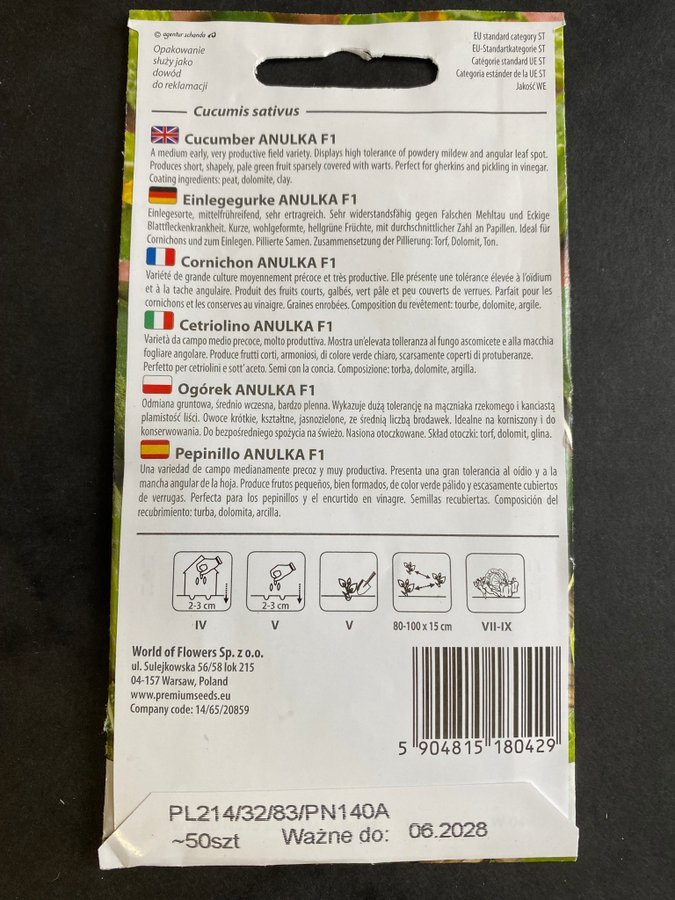 © agentur schanda
Opakowanie
służy jako
dowód
do reklamacji
EU standard category ST
EU-Standartkategorie ST
Catégorie standard UE ST
Categoria estánder de la UE ST
Jakość WE
Cucumis sativus
Cucumber ANULKA F1
A medium early, very productive field variety. Displays high tolerance of powdery mildew and angular leaf spot.
Produces short, shapely, pale green fruit sparsely covered with warts. Perfect for gherkins and pickling in vinegar.
Coating ingredients: peat, dolomite, clay.
Einlegegurke ANULKA F1
Einlegesorte, mittelfrühreifend, sehr ertragreich. Sehr widerstandsfähig gegen Falschen Mehltau und Eckige
Blattfleckenkrankheit. Kurze, wohlgeformte, hellgrüne Früchte, mit durchschnittlicher Zahl an Papillen. Ideal für
Cornichons und zum Einlegen. Pillierte Samen. Zusammensetzung der Pillierung: Torf, Dolomit, Ton.
Cornichon ANULKA F1
Variété de grande culture moyennement précoce et très productive. Elle présente une tolérance élevée à l'oïdium
et à la tache angulaire. Produit des fruits courts, galbés, vert pâle et peu couverts de verrues. Parfait pour les
cornichons et les conserves au vinaigre. Graines enrobées. Composition du revêtement: tourbe, dolomite, argile.
Cetriolino ANULKA F1
Varietà da campo medio precoce, molto produttiva. Mostra un'elevata tolleranza al fungo ascomicete e alla macchia
fogliare angolare. Produce frutti corti, armoniosi, di colore verde chiaro, scarsamente coperti di protuberanze.
Perfetto per cetriolini e sott' aceto. Semi con la concia. Composizione: torba, dolomite, argilla.
Ogórek ANULKA F1
Odmiana gruntowa, średnio wczesna, bardzo plenna. Wykazuje dużą tolerancję na mączniaka rzekomego i kanciastą
plamistość liści. Owoce krótkie, kształtne, jasnozielone, ze średnią liczbą brodawek. Idealne na korniszony i do
konserwowania. Do bezpośredniego spożycia na świeżo. Nasiona otoczkowane. Skład otoczki: torf, dolomit, glina.
Pepinillo ANULKA F1
Una variedad de campo medianamente precoz y muy productiva. Presenta una gran tolerancia al oídio y a la
mancha angular de la hoja. Produce frutos pequeños, bien formados, de color verde pálido y escasamente cubiertos
de verrugas. Perfecta para los pepinillos y el encurtido en vinagre. Semillas recubiertas. Composición del
recubrimiento: turba, dolomita, arcilla.
2-3 cm
2-3 cm
IV
V
V
80-100 x 15 cm
VII-IX
World of Flowers Sp. z o.o.
ul. Sulejkowska 56/58 lok 215
04-157 Warsaw, Poland
www.premiumseeds.eu
Company code: 14/65/20859
5 904815 180429
PL214/32/83/PN140A
~50szt Ważne do: 06.2028